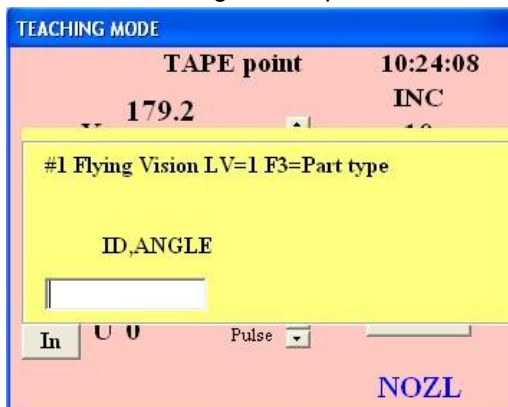 TEACHING MODE
TAPE point 10:24:08
179.2 INC
#1 Flying Vision LV=1 F3=Part type
ID,ANGLE
In U 0 Pulse
NOZL